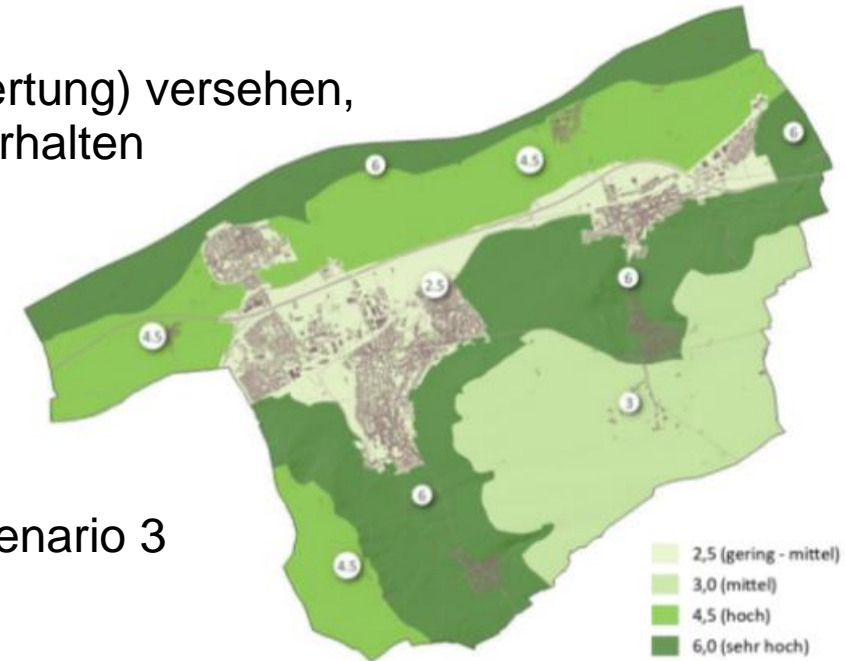 ertung) versehen,
rhalten
6
4.5
6
2.5
6
4.5
3
6
4.5
enario 3
2,5 (gering - mittel)
3,0 (mittel)
4,5 (hoch)
6,0 (sehr hoch)